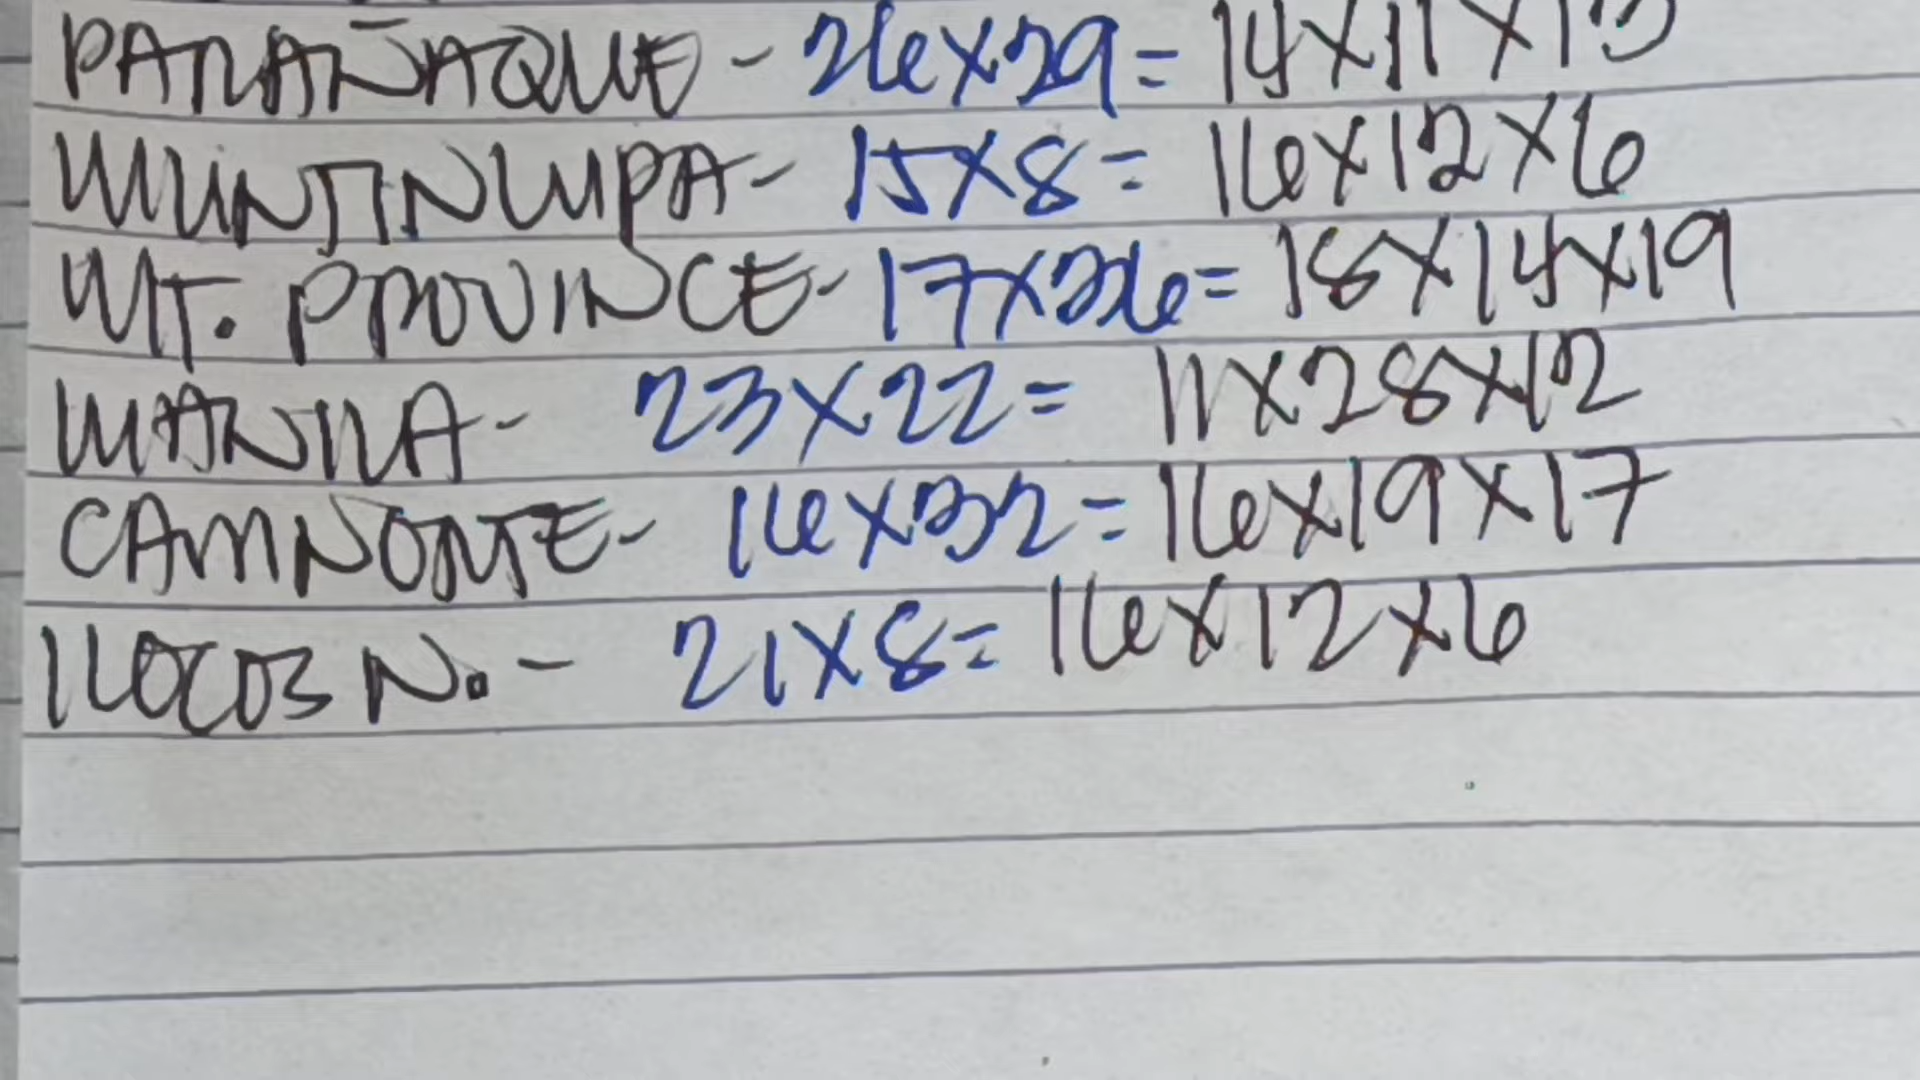 PARAÑAQUE - 26X29 = 14X11X13
MUNTINLUPA - 15X8 = 16X12X6
MT. PROVINCE - 17X26 = 18X14X19
MANILA - 23X22 = 11X28X12
CAMNORTE - 16X32 = 16X19X17
ILOCOS N. - 21X8 = 16X12X6